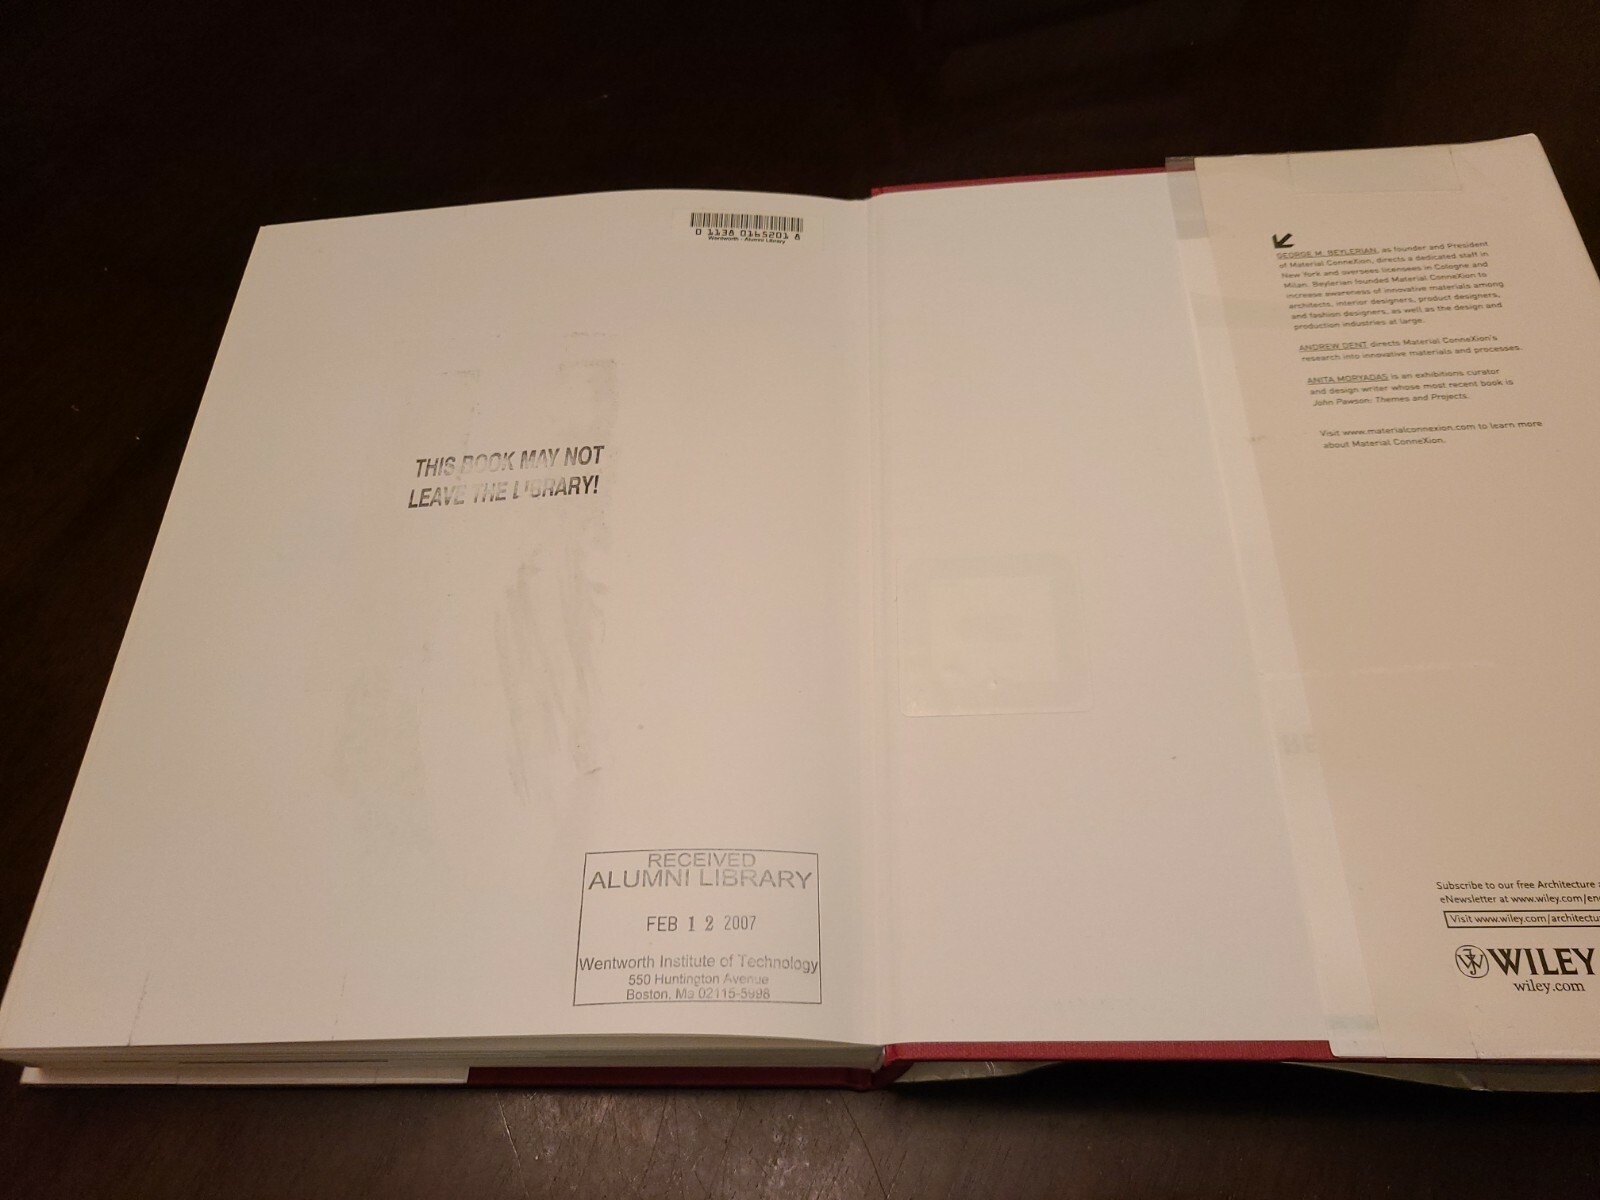 0 1138 0165201 8
Wentworth - Alumni Library
THIS BOOK MAY NOT
LEAVE THE LIBRARY!
RECEIVED
ALUMNI LIBRARY
FEB 12 2007
Wentworth Institute of Technology
550 Huntington Avenue
Boston, Ma 02115-5998
GEORGE M. BEYLERIAN, as founder and President
of Material ConneXion, directs a dedicated staff in
New York and oversees licensees in Cologne and
Milan. Beylerian founded Material ConneXion to
increase awareness of innovative materials among
architects, interior designers, product designers,
and fashion designers, as well as the design and
production industries at large.
ANDREW DENT directs Material ConneXion's
research into innovative materials and processes.
ANITA MORYADAS is an exhibitions curator
and design writer whose most recent book is
John Pawson: Themes and Projects.
Visit www.materialconnexion.com to learn more
about Material ConneXion.
Subscribe to our free Architecture
eNewsletter at www.wiley.com/en
Visit www.wiley.com/architectu
WILEY
wiley.com